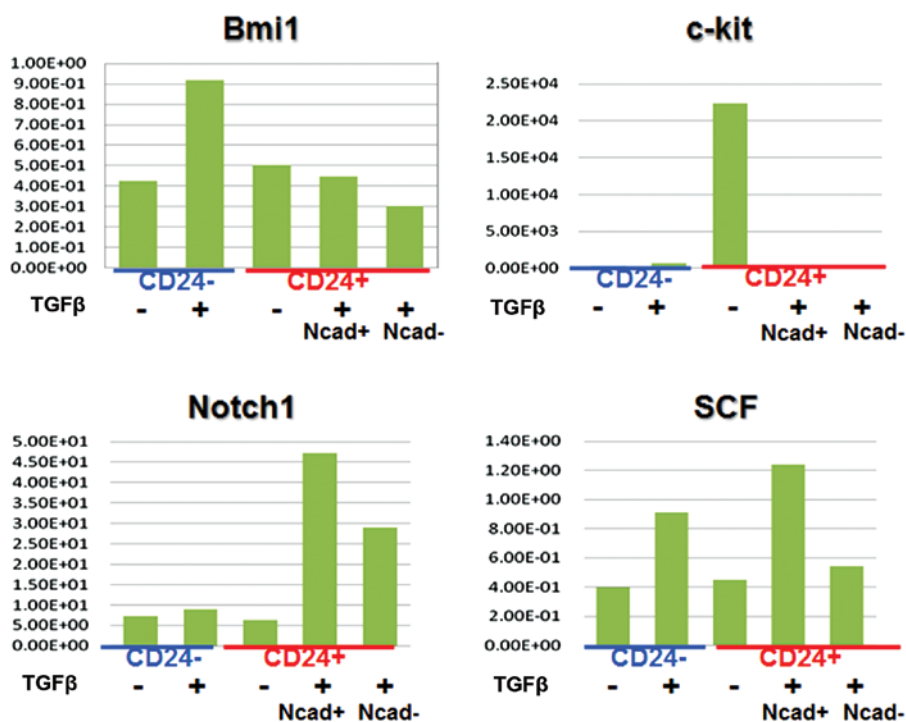 Bmi1
1.00E+00
9.00E-01
8.00E-01
7.00E-01
6.00E-01
5.00E-01
4.00E-01
3.00E-01
2.00E-01
1.00E-01
0.00E+00
CD24-
CD24+
TGFβ
- + - + +
Ncad+ Ncad-
c-kit
2.50E+04
2.00E+04
1.50E+04
1.00E+04
5.00E+03
0.00E+00
CD24-
CD24+
TGFβ
- + - + +
Ncad+ Ncad-
Notch1
5.00E+01
4.50E+01
4.00E+01
3.50E+01
3.00E+01
2.50E+01
2.00E+01
1.50E+01
1.00E+01
5.00E+00
0.00E+00
CD24-
CD24+
TGFβ
- + - + +
Ncad+ Ncad-
SCF
1.40E+00
1.20E+00
1.00E+00
8.00E-01
6.00E-01
4.00E-01
2.00E-01
0.00E+00
CD24-
CD24+
TGFβ
- + - + +
Ncad+ Ncad-